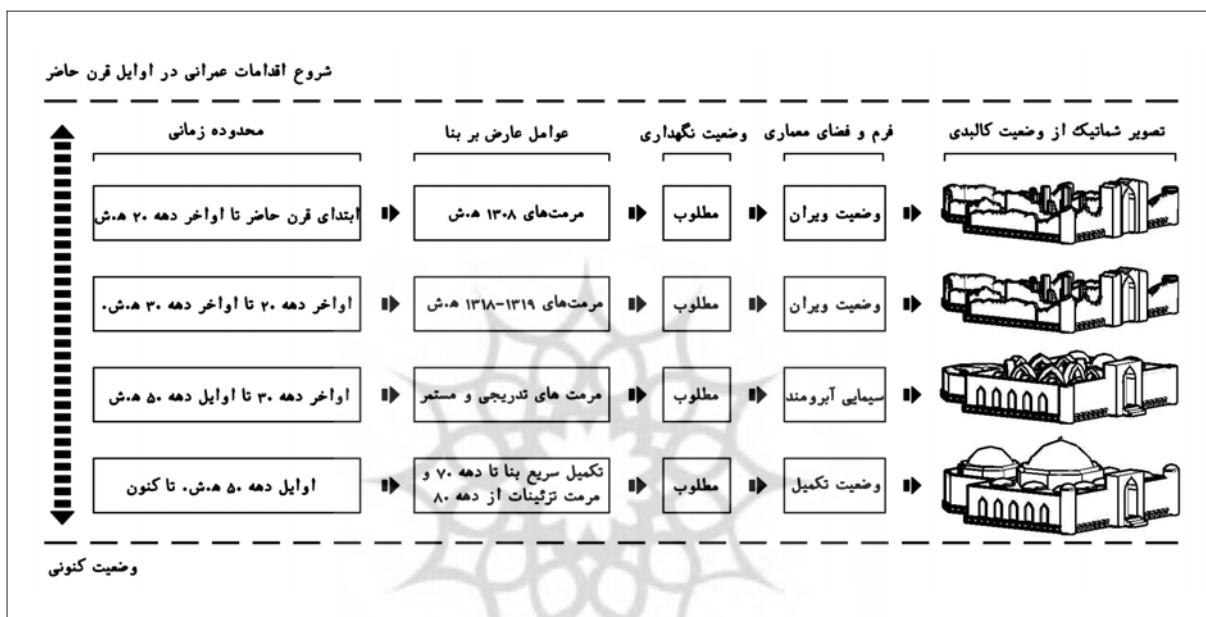 شروع اقدامات عمرانی در اوایل قرن حاضر
تصویر شماتیک از وضعیت کالبدی
فرم و فضای معماری
وضعیت نگهداری
عوامل عارض بر بنا
محدوده زمانی
وضعیت ویران
مطلوب
مرمت‌های ۱۳۰۸ ه.ش
ابتدای قرن حاضر تا اواخر دهه ۲۰ ه.ش
وضعیت ویران
مطلوب
مرمت‌های ۱۳۱۹-۱۳۱۸ ه.ش
اواخر دهه ۲۰ تا اواخر دهه ۳۰ ه.ش.
سیمایی آبرومند
مطلوب
مرمت های تدریجی و مستمر
اواخر دهه ۳۰ تا اوایل دهه ۵۰ ه.ش
وضعیت تکمیل
مطلوب
تکمیل سریع بنا تا دهه ۷۰ و
مرمت تزئینات از دهه ۸۰
اوایل دهه ۵۰ ه.ش. تا کنون
وضعیت کنونی